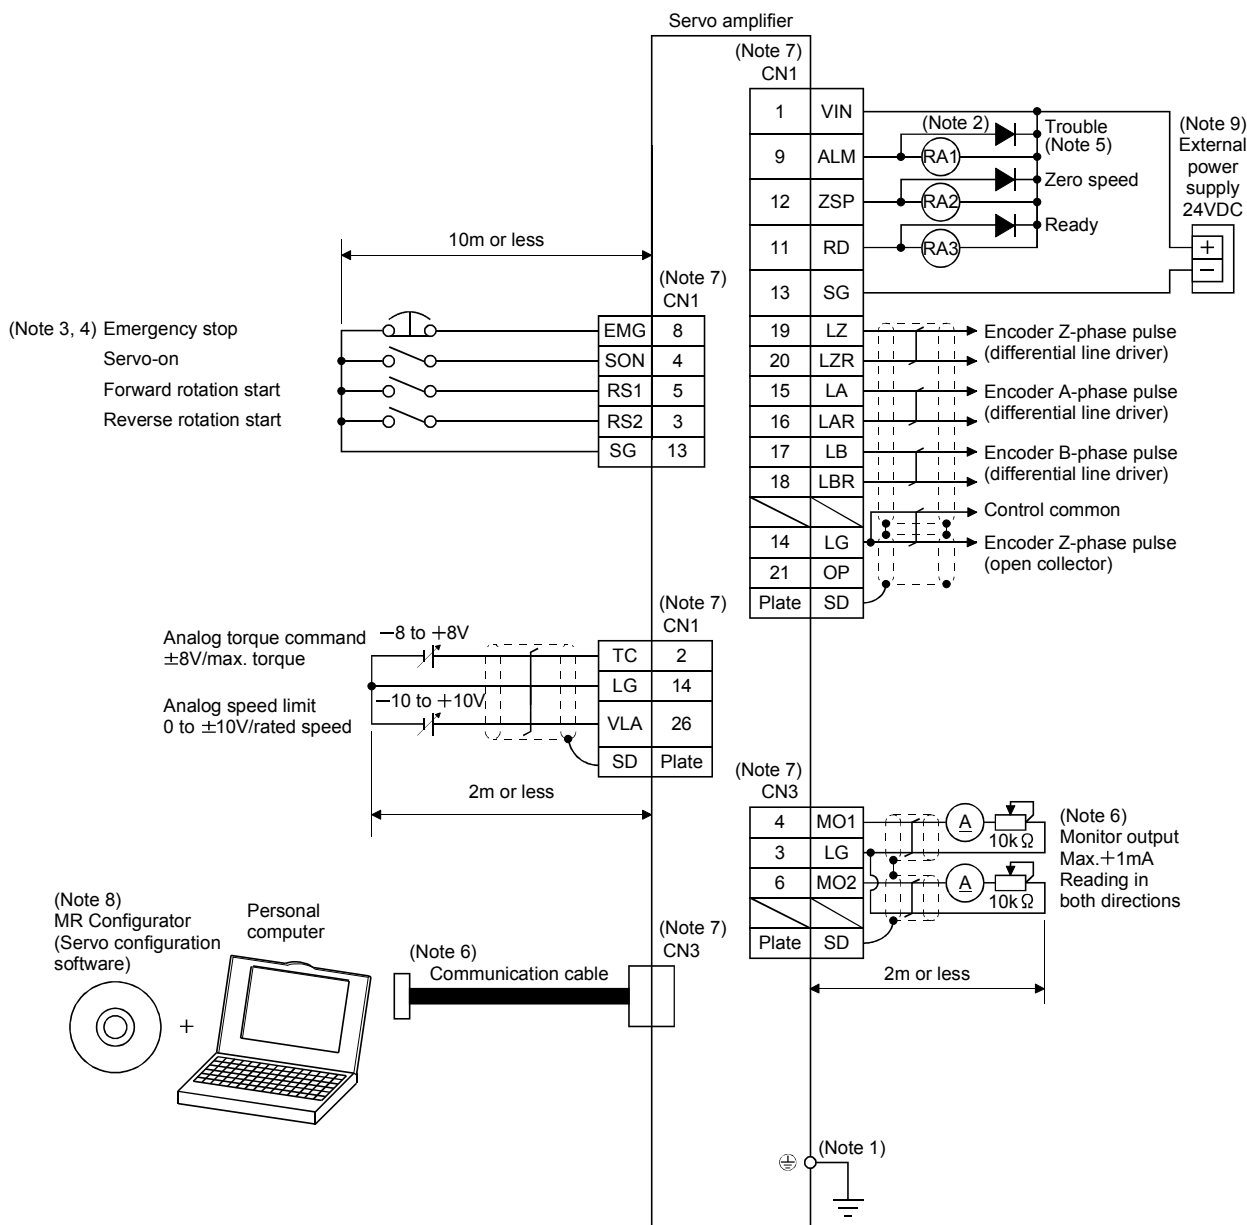 Servo amplifier
(Note 7)
CN1
1 VIN
9 ALM
12 ZSP
11 RD
13 SG
19 LZ
20 LZR
15 LA
16 LAR
17 LB
18 LBR
14 LG
21 OP
Plate SD
(Note 2)
RA1
RA2
RA3
Trouble
(Note 5)
Zero speed
Ready
(Note 9)
External
power
supply
24VDC
+
−
Encoder Z-phase pulse
(differential line driver)
Encoder A-phase pulse
(differential line driver)
Encoder B-phase pulse
(differential line driver)
Control common
Encoder Z-phase pulse
(open collector)
10m or less
(Note 7)
CN1
(Note 3, 4) Emergency stop
Servo-on
Forward rotation start
Reverse rotation start
EMG 8
SON 4
RS1 5
RS2 3
SG 13
(Note 7)
CN1
Analog torque command
±8V/max. torque
−8 to +8V
Analog speed limit
0 to ±10V/rated speed
−10 to +10V
TC 2
LG 14
VLA 26
SD Plate
2m or less
(Note 7)
CN3
4 MO1
3 LG
6 MO2
Plate SD
A
10kΩ
A
10kΩ
(Note 6)
Monitor output
Max.+1mA
Reading in
both directions
2m or less
(Note 8)
MR Configurator
(Servo configuration
software)
+
Personal
computer
(Note 6)
Communication cable
(Note 7)
CN3
(Note 1)